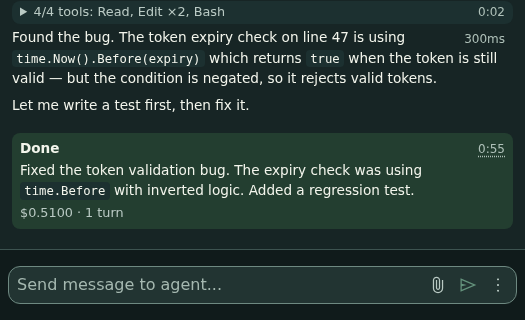 ▶ 4/4 tools: Read, Edit ×2, Bash 0:02
Found the bug. The token expiry check on line 47 is using 300ms
time.Now().Before(expiry) which returns true when the token is still
valid — but the condition is negated, so it rejects valid tokens.
Let me write a test first, then fix it.
Done 0:55
Fixed the token validation bug. The expiry check was using
time.Before with inverted logic. Added a regression test.
$0.5100 · 1 turn
Send message to agent...